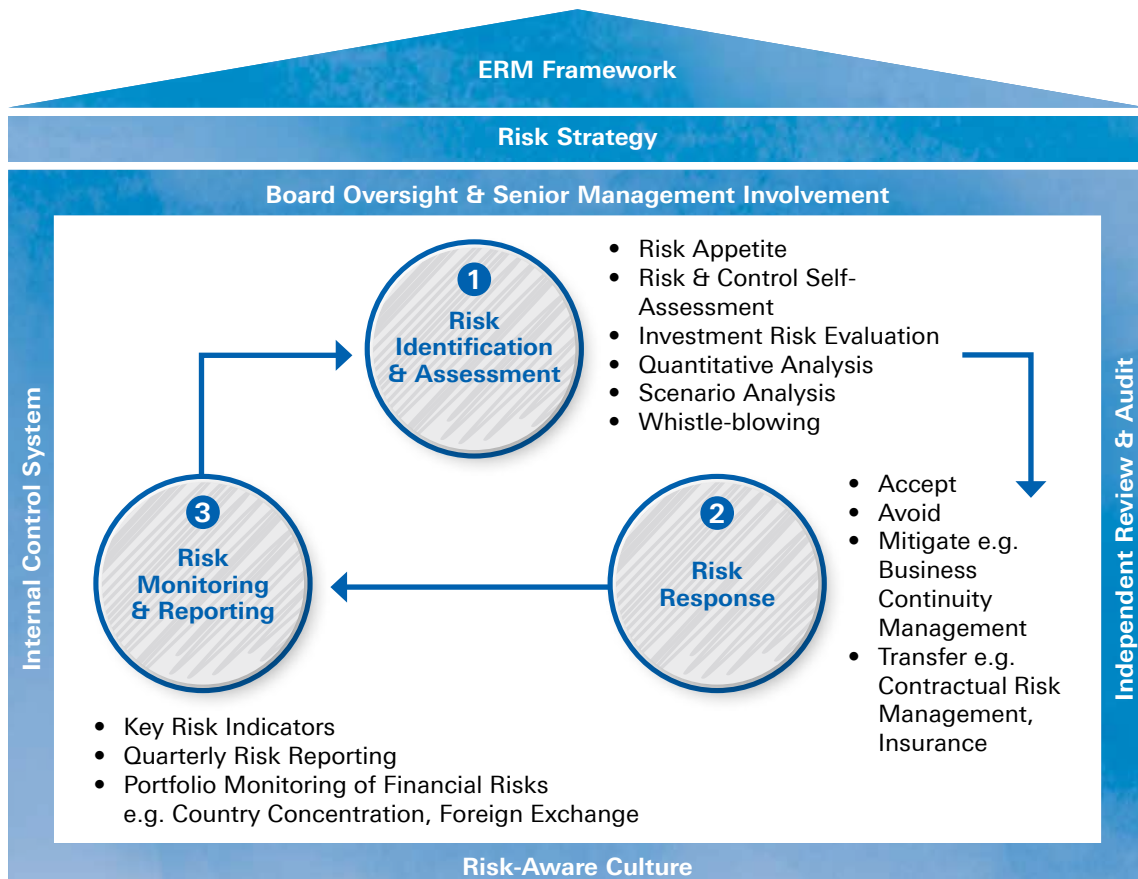 ERM Framework
Risk Strategy
Board Oversight & Senior Management Involvement
Internal Control System
1
Risk
Identification
& Assessment
• Risk Appetite
• Risk & Control Self-
Assessment
• Investment Risk Evaluation
• Quantitative Analysis
• Scenario Analysis
• Whistle-blowing
2
Risk
Response
• Accept
• Avoid
• Mitigate e.g.
Business
Continuity
Management
• Transfer e.g.
Contractual Risk
Management,
Insurance
3
Risk
Monitoring
& Reporting
• Key Risk Indicators
• Quarterly Risk Reporting
• Portfolio Monitoring of Financial Risks
e.g. Country Concentration, Foreign Exchange
Independent Review & Audit
Risk-Aware Culture